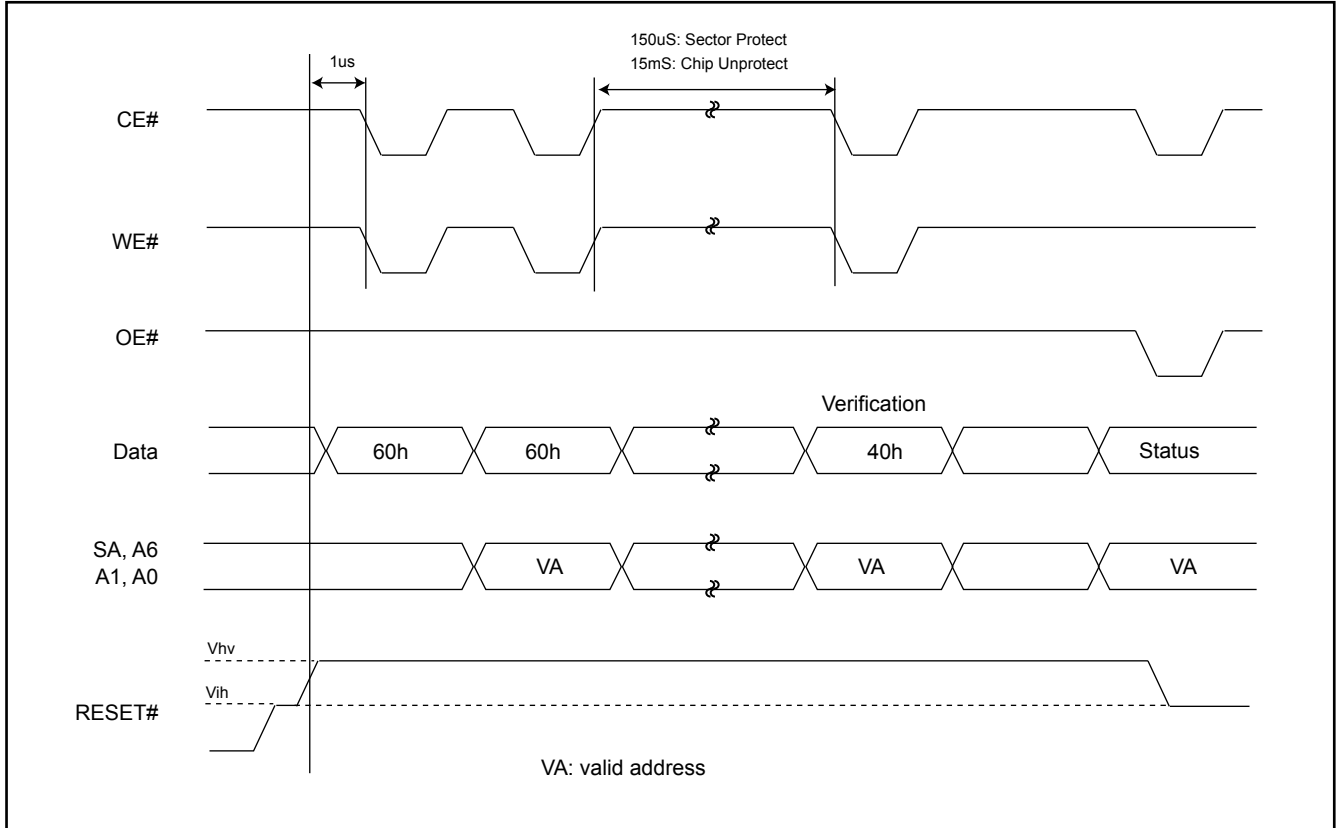 150uS: Sector Protect
15mS: Chip Unprotect
1us
CE#
WE#
OE#
Verification
Data
60h
60h
40h
Status
SA, A6
A1, A0
VA
VA
VA
Vhv
Vih
RESET#
VA: valid address